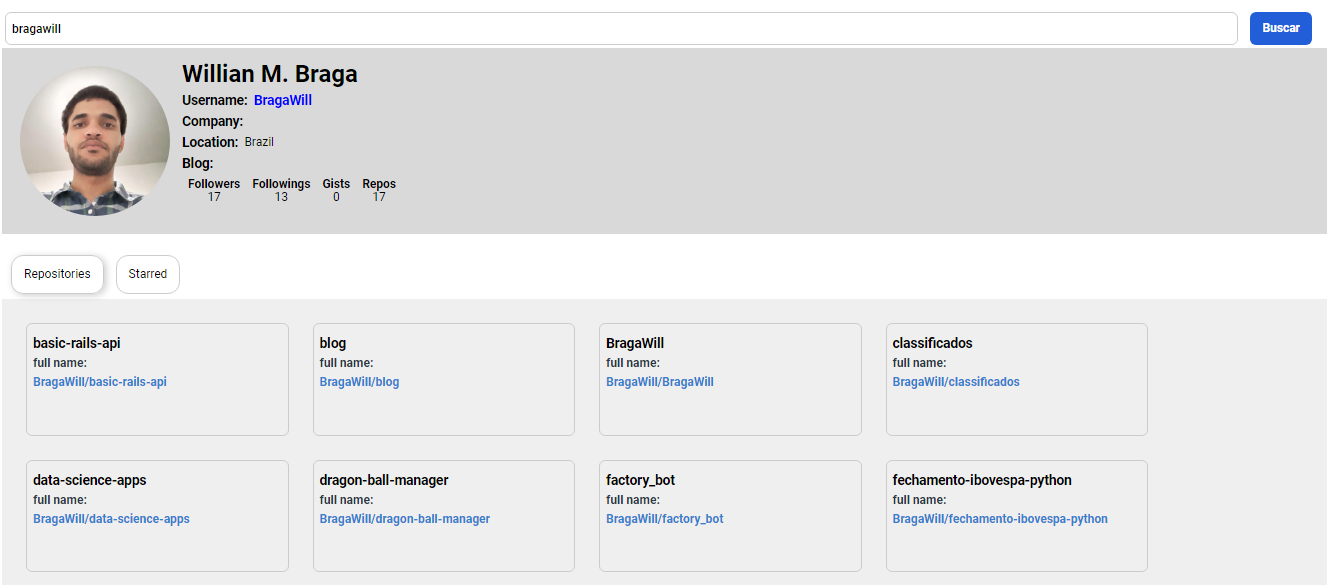 bragawill
Buscar
Willian M. Braga
Username: BragaWill
Company:
Location: Brazil
Blog:
Followers Followings Gists Repos
17 13 0 17
Repositories Starred
basic-rails-api
full name:
BragaWill/basic-rails-api
blog
full name:
BragaWill/blog
BragaWill
full name:
BragaWill/BragaWill
classificados
full name:
BragaWill/classificados
data-science-apps
full name:
BragaWill/data-science-apps
dragon-ball-manager
full name:
BragaWill/dragon-ball-manager
factory_bot
full name:
BragaWill/factory_bot
fechamento-ibovespa-python
full name:
BragaWill/fechamento-ibovespa-python